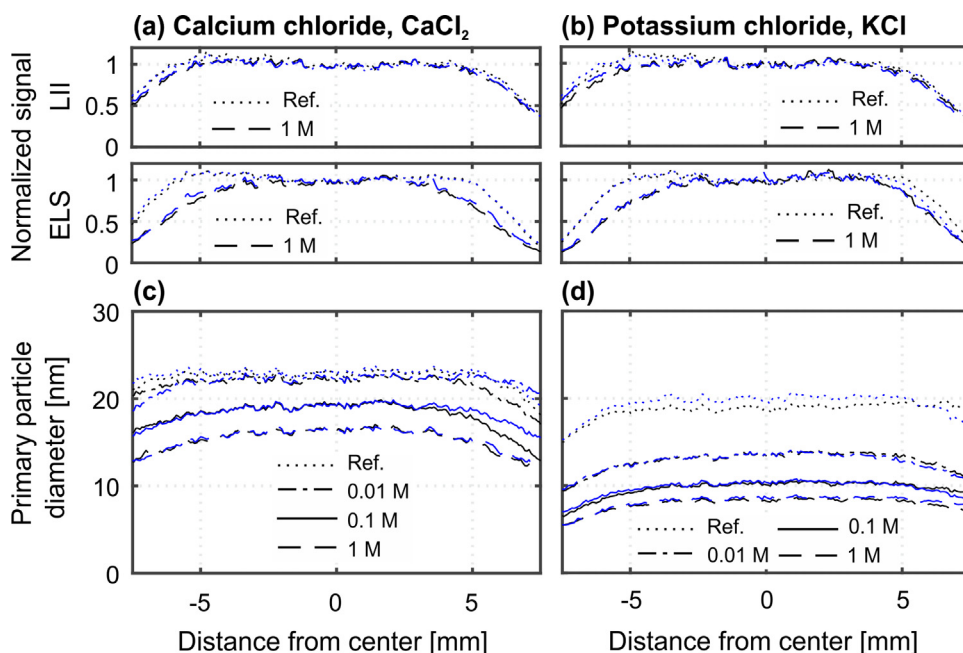 (a) Calcium chloride, CaCl₂
(b) Potassium chloride, KCl
Normalized signal
LII
1
0.5
Ref.
1 M
1
0.5
0
Ref.
1 M
ELS
1
0.5
0
Ref.
1 M
1
0.5
0
Ref.
1 M
(c)
(d)
Primary particle
diameter [nm]
30
20
10
0
Ref.
0.01 M
0.1 M
1 M
Ref.
0.01 M
0.1 M
1 M
-5
0
5
-5
0
5
Distance from center [mm]
Distance from center [mm]